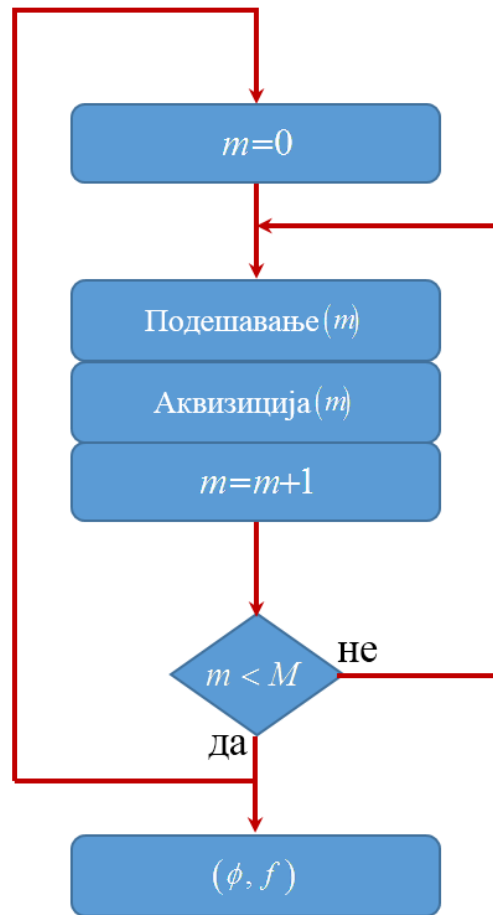 m=0
Подешавање(m)
Аквизиција(m)
m=m+1
m < M
не
да
(ϕ, f)